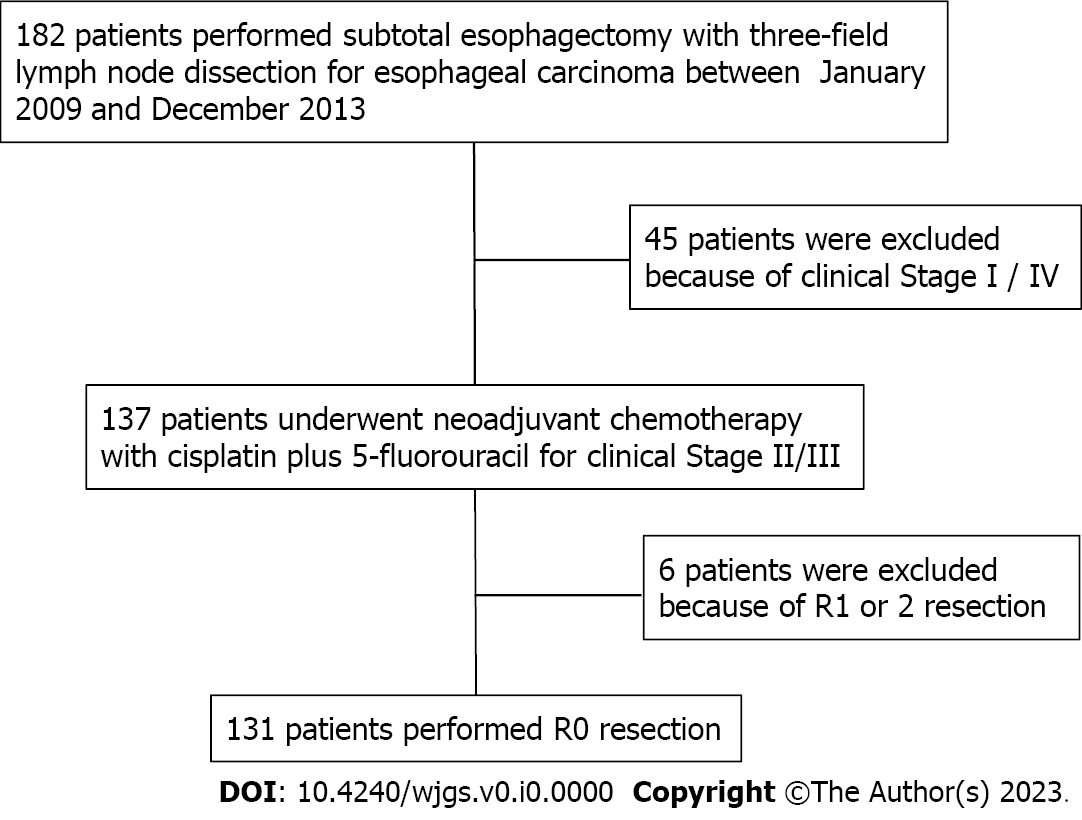 182 patients performed subtotal esophagectomy with three-field
lymph node dissection for esophageal carcinoma between January
2009 and December 2013
45 patients were excluded
because of clinical Stage I / IV
137 patients underwent neoadjuvant chemotherapy
with cisplatin plus 5-fluorouracil for clinical Stage II/III
6 patients were excluded
because of R1 or 2 resection
131 patients performed R0 resection
DOI: 10.4240/wjgs.v0.i0.0000 Copyright ©The Author(s) 2023.